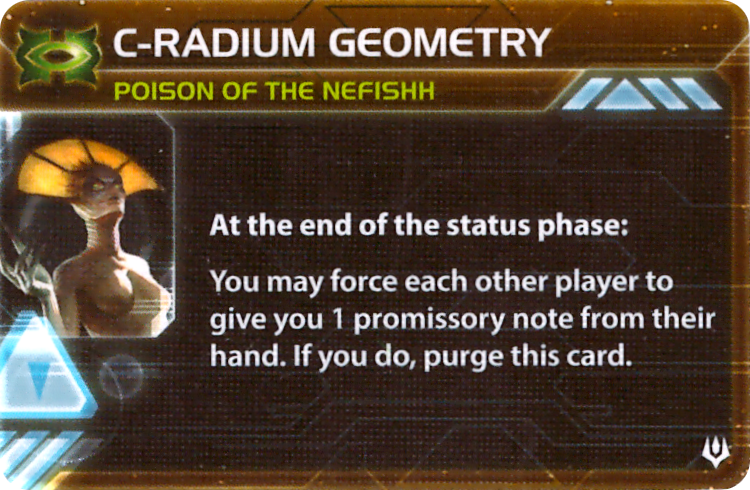 C-RADIUM GEOMETRY
POISON OF THE NEFISHH
At the end of the status phase:
You may force each other player to
give you 1 promissory note from their
hand. If you do, purge this card.